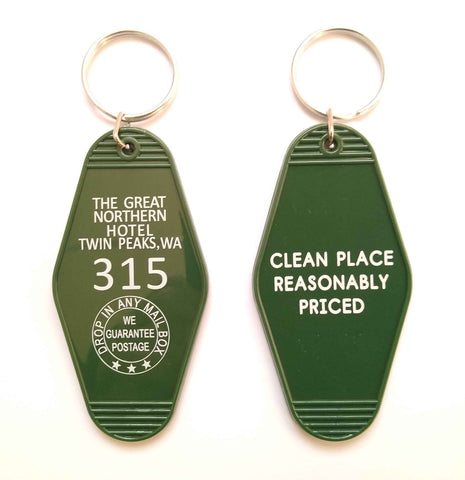 THE GREAT
NORTHERN
HOTEL
TWIN PEAKS,WA
315
DROP IN ANY MAIL BOX
WE
GUARANTEE
POSTAGE
CLEAN PLACE
REASONABLY
PRICED